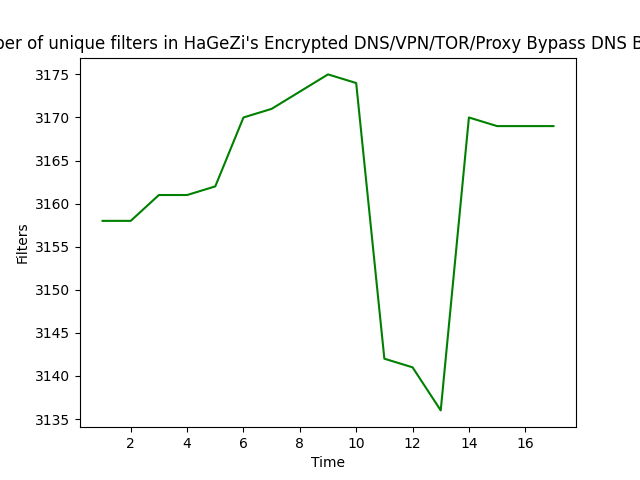 ber of unique filters in HaGeZi's Encrypted DNS/VPN/TOR/Proxy Bypass DNS B
3175
3170
3165
3160
3155
3150
3145
3140
3135
Filters
2 4 6 8 10 12 14 16
Time